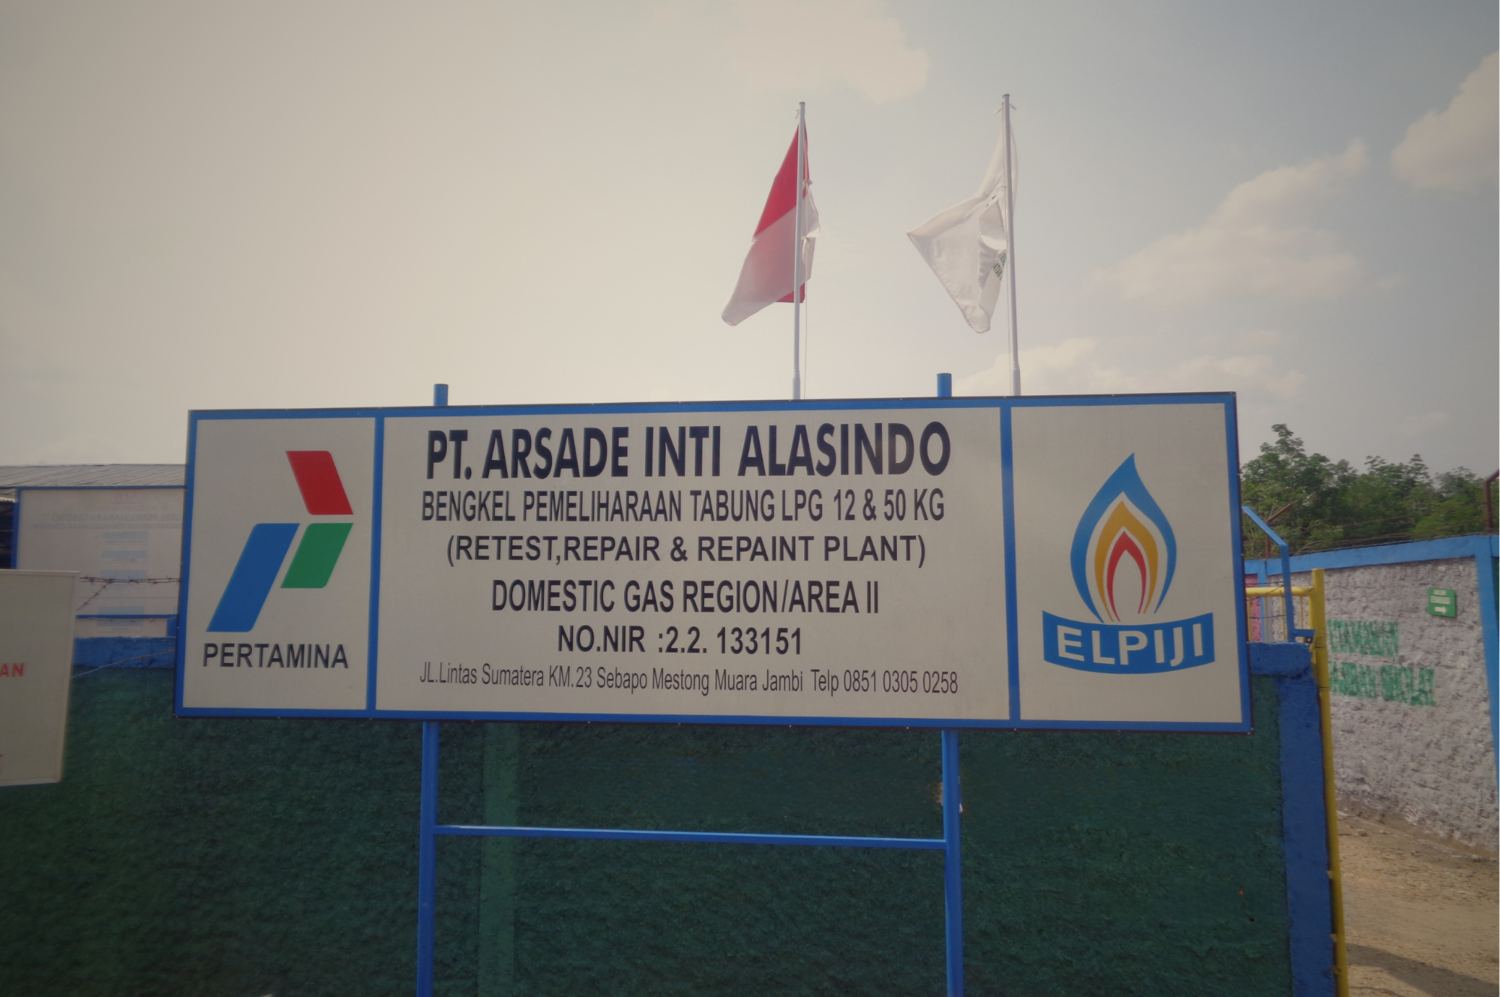 PT. ARSADE INTI ALASINDO
BENGKEL PEMELIHARAAN TABUNG LPG 12 & 50 KG
(RETEST,REPAIR & REPAINT PLANT)
DOMESTIC GAS REGION/AREA II
NO.NIR :2.2. 133151
JL.Lintas Sumatera KM.23 Sebapo Mestong Muara Jambi Telp 0851 0305 0258
PERTAMINA
ELPIJI